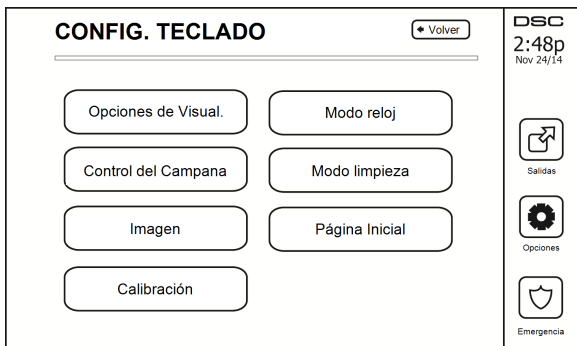 CONFIG. TECLADO
Volver
DSC
2:48p
Nov 24/14
Opciones de Visual.
Modo reloj
Control del Campana
Modo limpieza
Imagen
Página Inicial
Calibración
Salidas
Opciones
Emergencia